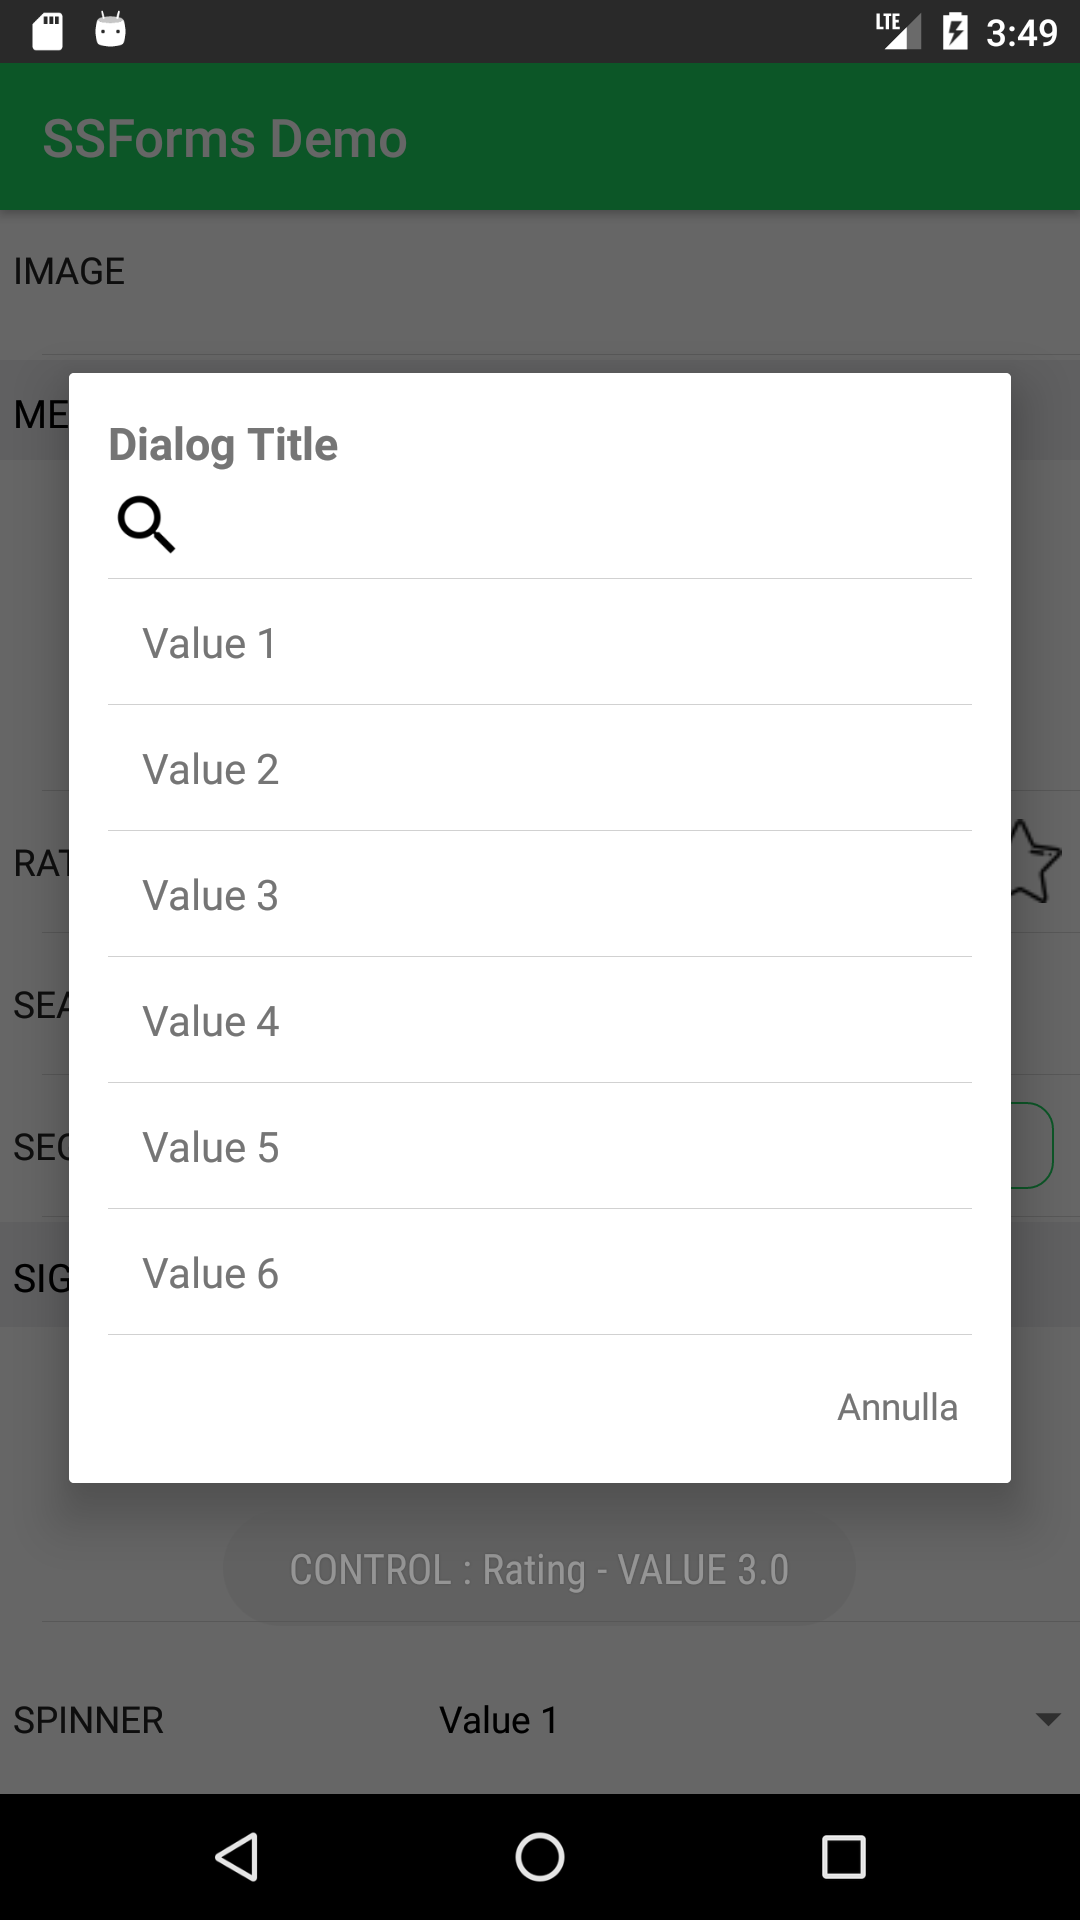 LTE 3:49
SSForms Demo
IMAGE
ME
Dialog Title
Value 1
Value 2
RAT
Value 3
SEA
Value 4
SEG
Value 5
SIG
Value 6
Annulla
CONTROL : Rating - VALUE 3.0
SPINNER Value 1